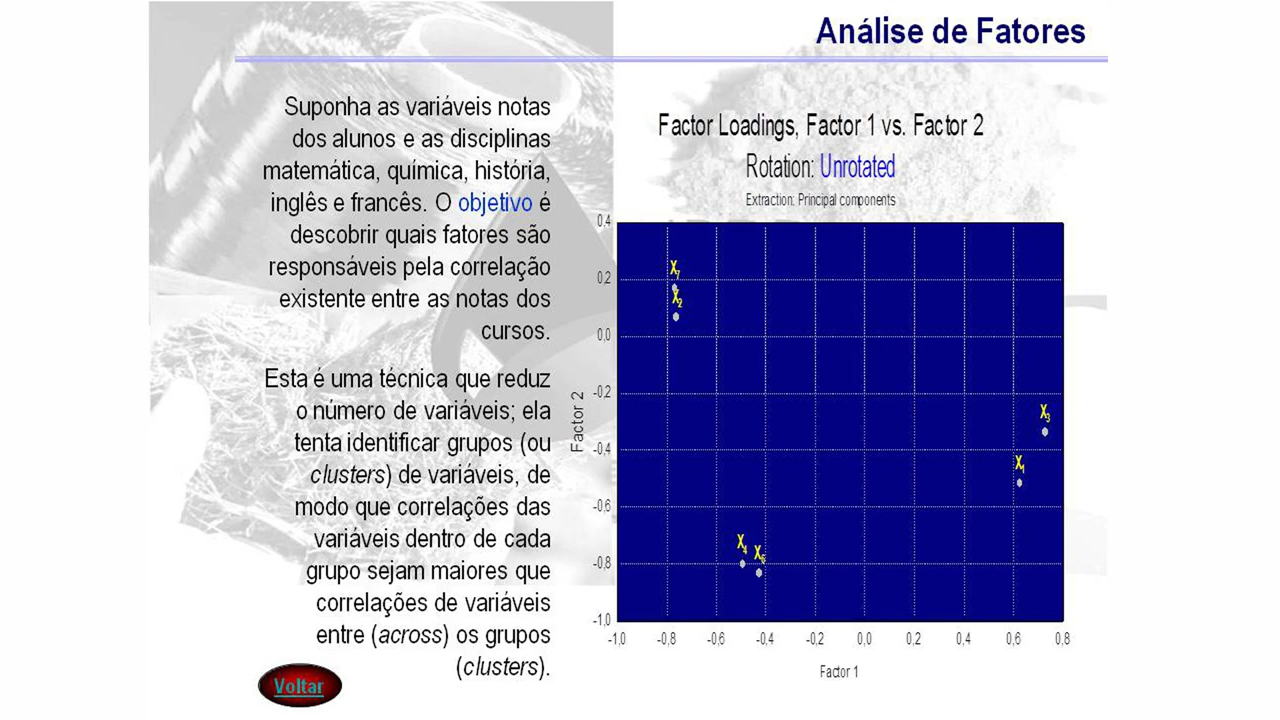 Análise de Fatores
Suponha as variáveis notas
dos alunos e as disciplinas
matemática, química, história,
inglês e francês. O objetivo é
descobrir quais fatores são
responsáveis pela correlação
existente entre as notas dos
cursos.
Esta é uma técnica que reduz
o número de variáveis; ela
tenta identificar grupos (ou
clusters) de variáveis, de
modo que correlações das
variáveis dentro de cada
grupo sejam maiores que
correlações de variáveis
entre (across) os grupos
(clusters).
Voltar
Factor Loadings, Factor 1 vs. Factor 2
Rotation: Unrotated
Extraction: Principal components
Factor 2
0,4
0,2
0,0
-0,2
-0,4
-0,6
-0,8
-1,0
X7
X2
X3
X1
X4
-1,0 -0,8 -0,6 -0,4 -0,2 0,0 0,2 0,4 0,6 0,8
Factor 1